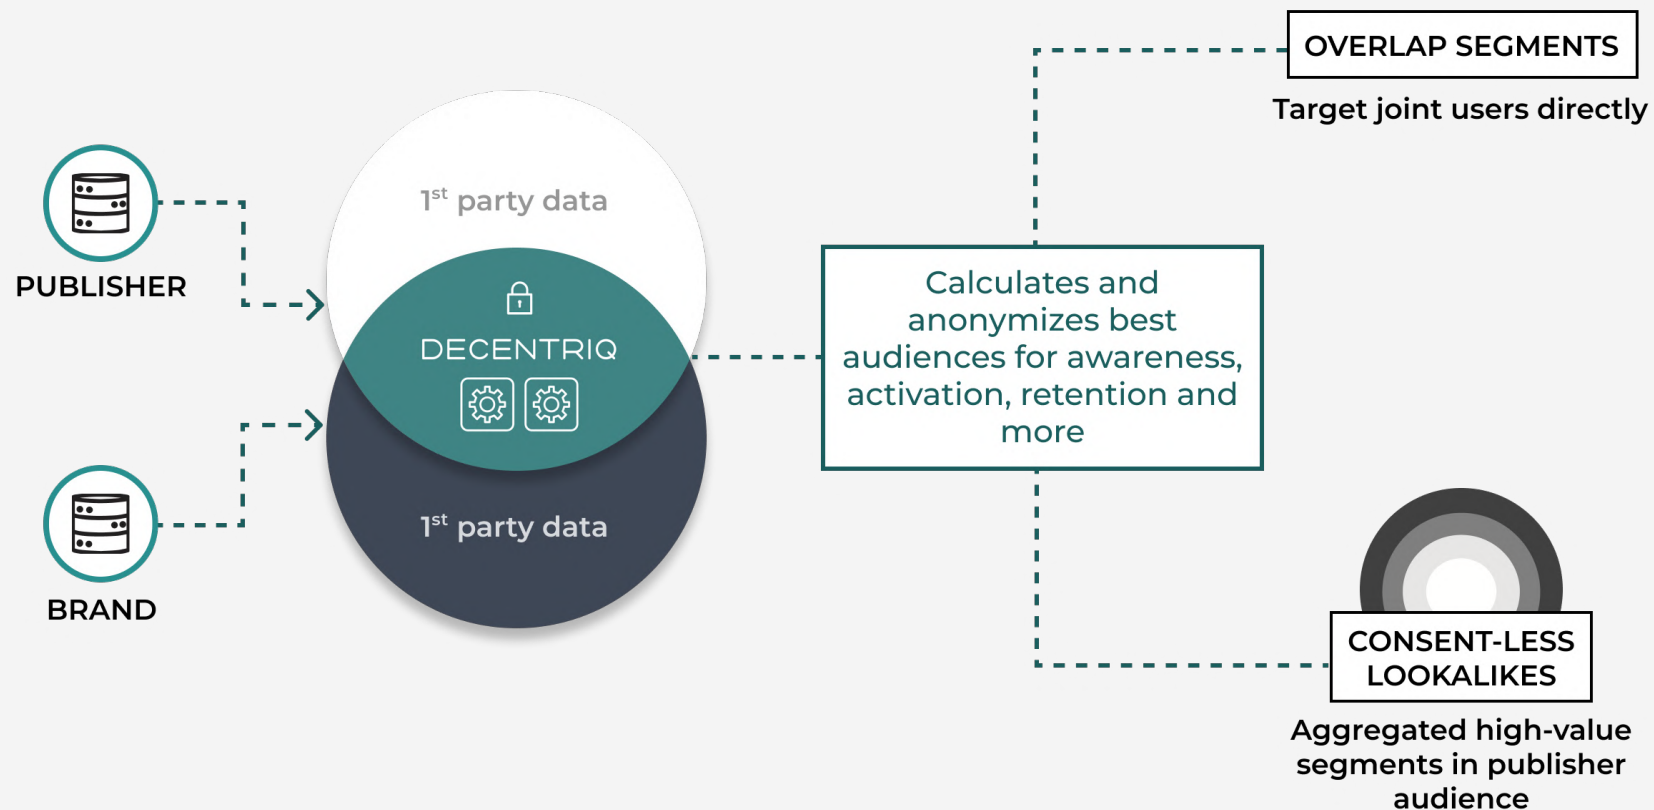 OVERLAP SEGMENTS
Target joint users directly
PUBLISHER
1st party data
DECENTRIQ
Calculates and
anonymizes best
audiences for awareness,
activation, retention and
more
1st party data
BRAND
CONSENT-LESS
LOOKALIKES
Aggregated high-value
segments in publisher
audience